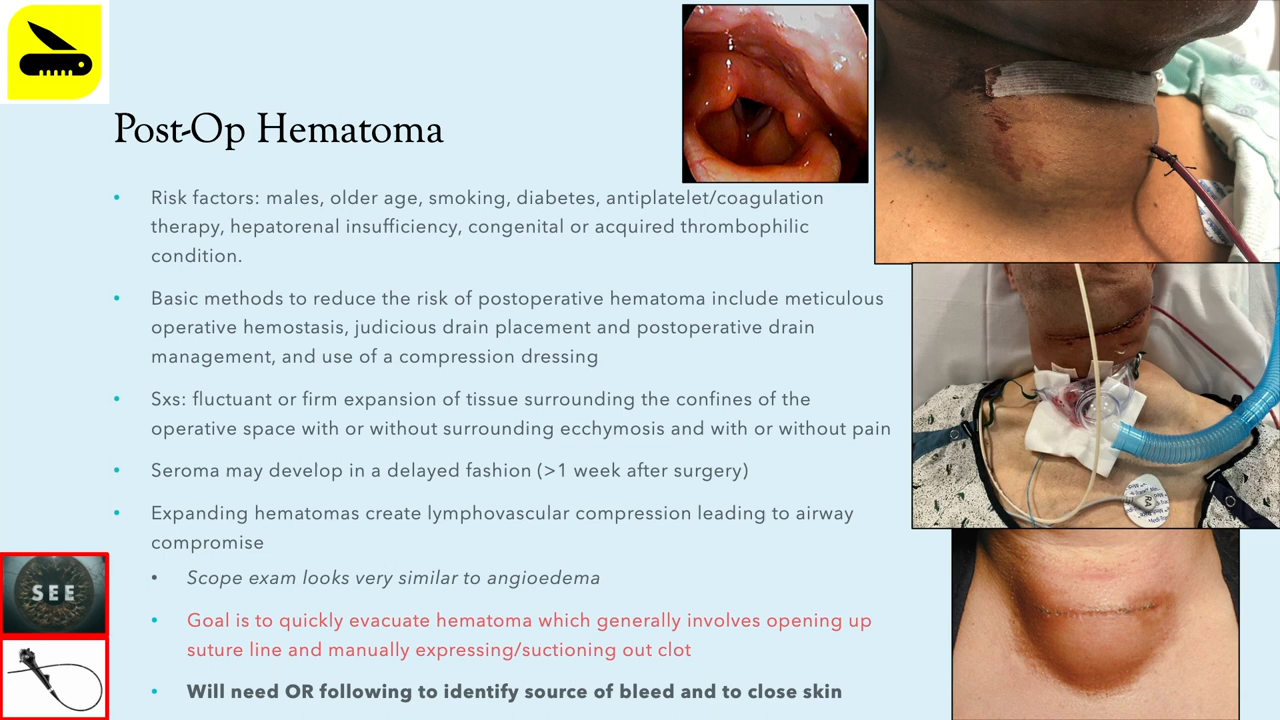 Post-Op Hematoma
Risk factors: males, older age, smoking, diabetes, antiplatelet/coagulation
therapy, hepatorenal insufficiency, congenital or acquired thrombophilic
condition.
Basic methods to reduce the risk of postoperative hematoma include meticulous
operative hemostasis, judicious drain placement and postoperative drain
management, and use of a compression dressing
Sxs: fluctuant or firm expansion of tissue surrounding the confines of the
operative space with or without surrounding ecchymosis and with or without pain
Seroma may develop in a delayed fashion (>1 week after surgery)
Expanding hematomas create lymphovascular compression leading to airway
compromise
Scope exam looks very similar to angioedema
Goal is to quickly evacuate hematoma which generally involves opening up
suture line and manually expressing/suctioning out clot
Will need OR following to identify source of bleed and to close skin
SEE